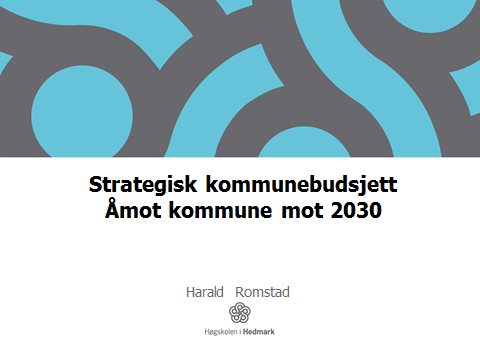 Strategisk kommunebudsjett
Åmot kommune mot 2030
Harald Romstad
Høgskolen i Hedmark